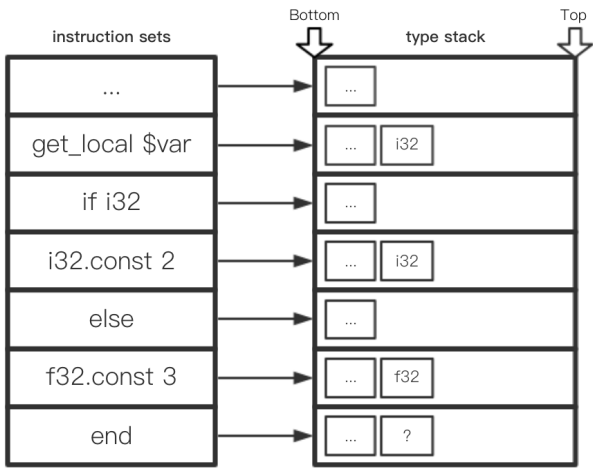 Bottom
Top
instruction sets
type stack
...
...
get_local $var
... i32
if i32
...
i32.const 2
... i32
else
...
f32.const 3
... f32
end
... ?